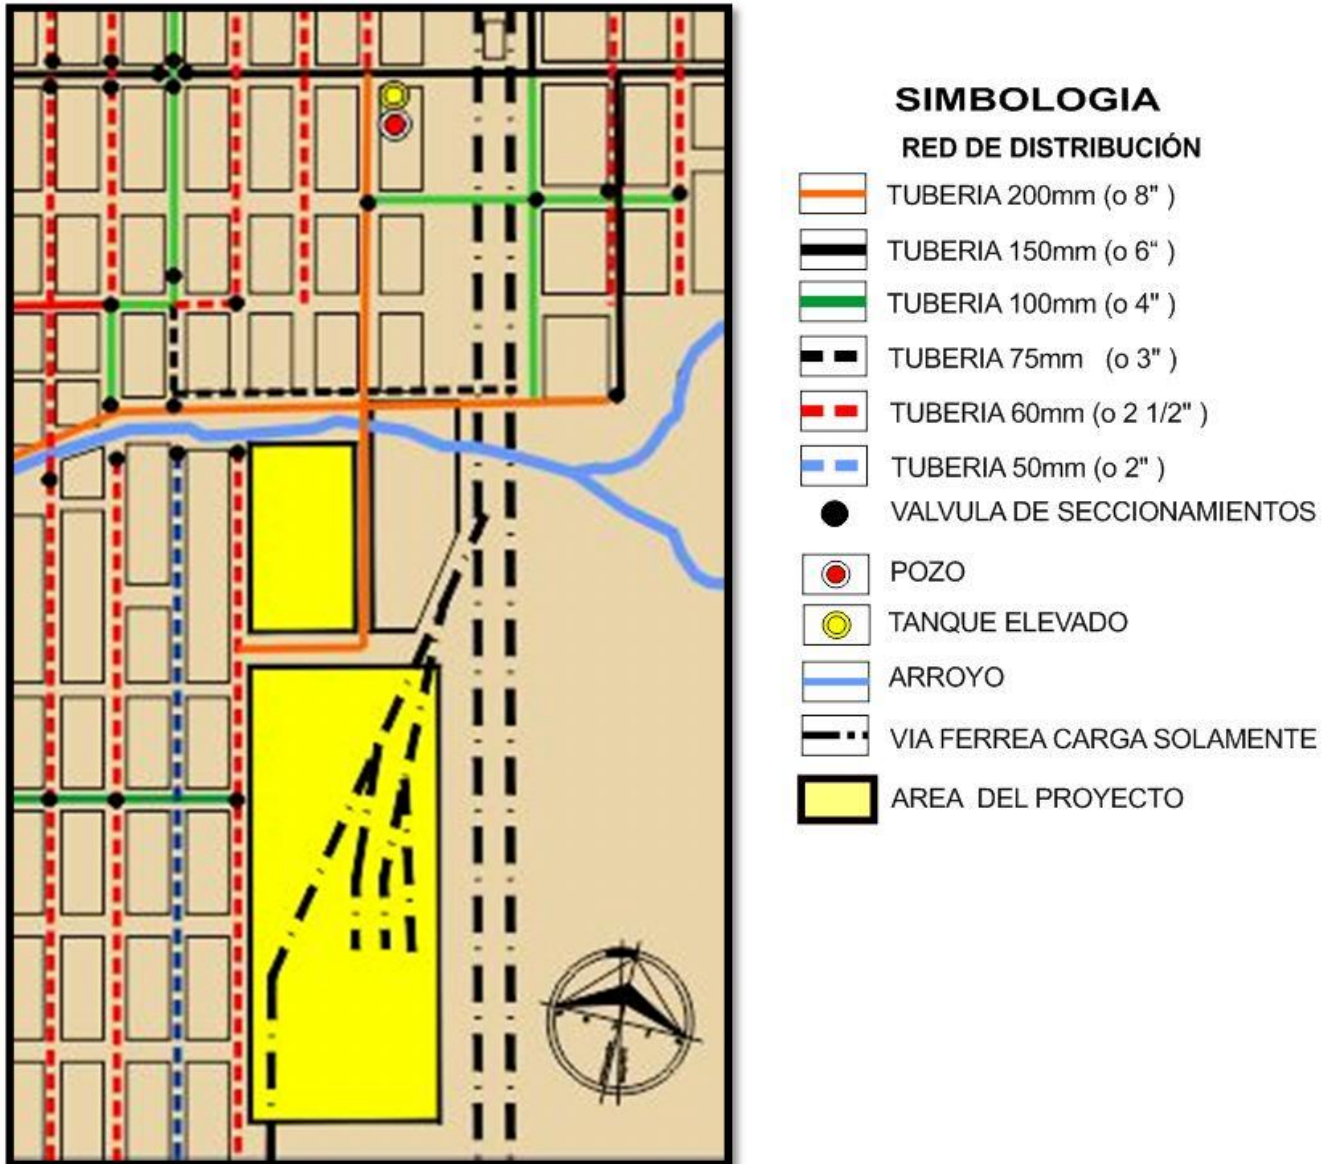 SIMBOLOGIA
RED DE DISTRIBUCIÓN
TUBERIA 200mm (o 8" )
TUBERIA 150mm (o 6“ )
TUBERIA 100mm (o 4" )
TUBERIA 75mm (o 3" )
TUBERIA 60mm (o 2 1/2" )
TUBERIA 50mm (o 2" )
VALVULA DE SECCIONAMIENTOS
POZO
TANQUE ELEVADO
ARROYO
VIA FERREA CARGA SOLAMENTE
AREA DEL PROYECTO